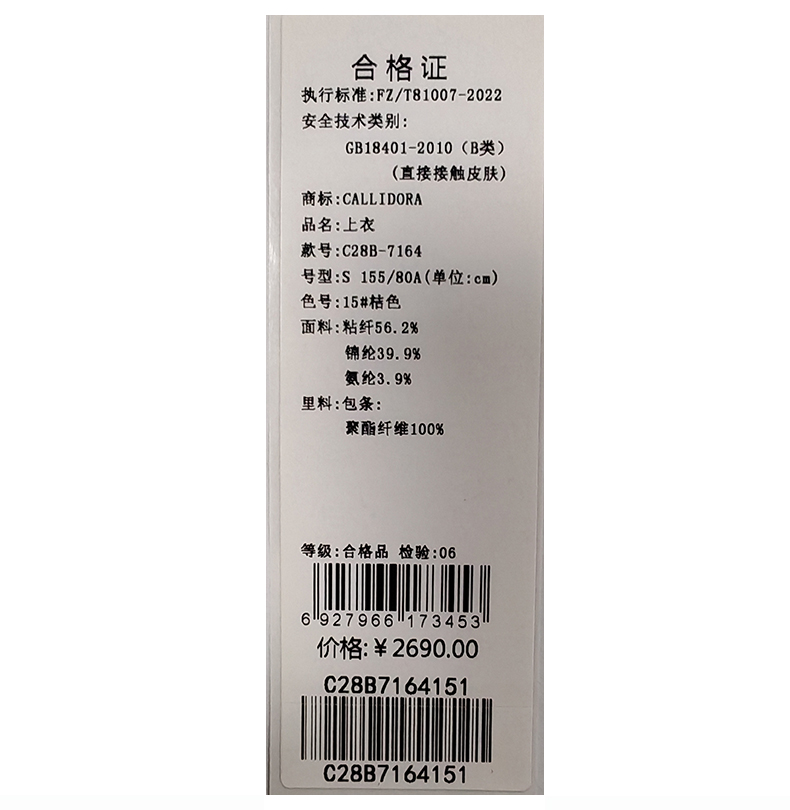 合格证
执行标准:FZ/T81007-2022
安全技术类别:
GB18401-2010（B类）
(直接接触皮肤)
商标:CALLIDORA
品名:上衣
款号:C28B-7164
号型:S 155/80A(单位:cm)
色号:15#桔色
面料:粘纤56.2%
锦纶39.9%
氨纶3.9%
里料:包条:
聚酯纤维100%
等级:合格品 检验:06
6 927966 173453
价格:￥2690.00
C28B7164151
C28B7164151